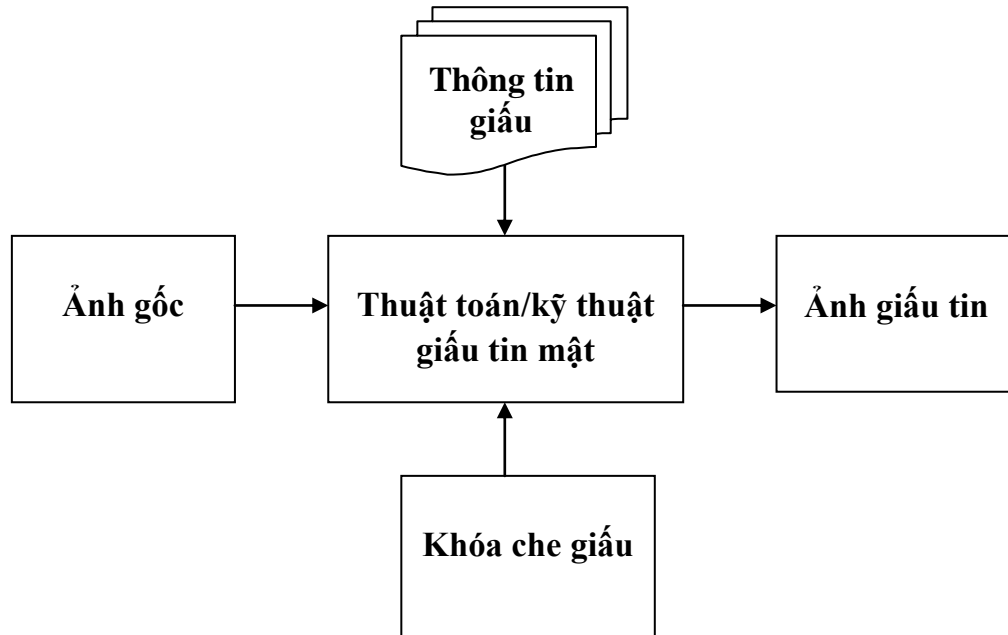 Thông tin
giấu
Ảnh gốc
Thuật toán/kỹ thuật
giấu tin mật
Ảnh giấu tin
Khóa che giấu